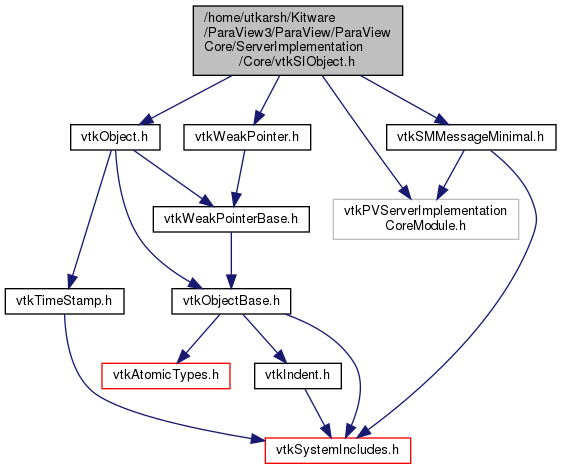 /home/utkarsh/Kitware
/ParaView3/ParaView/ParaView
Core/ServerImplementation
/Core/vtkSIObject.h
vtkObject.h
vtkWeakPointer.h
vtkSMMessageMinimal.h
vtkWeakPointerBase.h
vtkPVServerImplementation
CoreModule.h
vtkTimeStamp.h
vtkObjectBase.h
vtkAtomicTypes.h
vtkIndent.h
vtkSystemIncludes.h